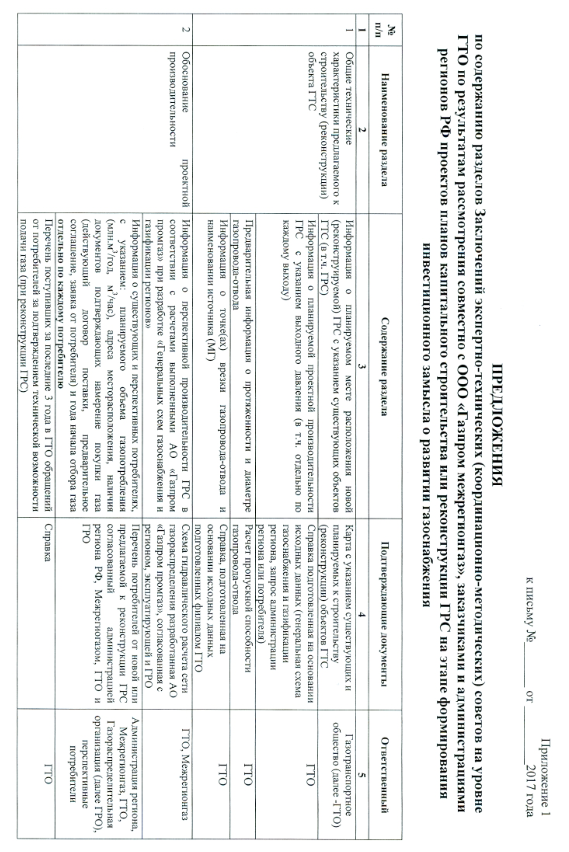 Приложение 1
к письму № ______ от ______ 2017 года
ПРЕДЛОЖЕНИЯ
по содержанию разделов Заключений экспертно-технических (координационно-методических) советов на уровне
ГТО по результатам рассмотрения совместно с ООО «Газпром межрегионгаз», заказчиками и администрациями
регионов РФ проектов планов капитального строительства или реконструкции ГРС на этапе формирования
инвестиционного замысла о развитии газоснабжения
№
п/п
Наименование раздела
Содержание раздела
Подтверждающие документы
Ответственный
1
2
3
4
5
1
Общие технические
характеристики предлагаемого к
строительству (реконструкции)
объекта ГТС
Информация о планируемом месте расположения новой
(реконструируемой) ГРС с указанием существующих объектов
ГТС (в т.ч. ГРС)
Карта с указанием существующих и
планируемых к строительству
(реконструкции) объектов ГТС
Газотранспортное
общество (далее -ГТО)
Информация о планируемой проектной производительности
ГРС с указанием выходного давления (в т.ч. отдельно по
каждому выходу)
Справка подготовленная на основании
исходных данных (генеральная схема
газоснабжения и газификации
региона, запрос администрации
региона или потребителя)
ГТО
Предварительная информация о протяженности и диаметре
газопровода-отвода
Расчет пропускной способности
газопровода-отвода
ГТО
Информация о точке(ах) врезки газопровода-отвода и
наименовании источника (МГ)
Справка, подготовленная на
основании исходных данных
подготовленных филиалом ГТО
ГТО
2
Обоснование проектной
производительности
Информация о перспективной производительности ГРС в
соответствии с расчетами выполненными АО «Газпром
промгаз» при разработке «Генеральных схем газоснабжения и
газификации регионов»
Схема гидравлического расчета сети
газораспределения разработанная АО
«Газпром промгаз», согласованная с
регионом, эксплуатирующей и ГРО
ГТО, Межрегионгаз
Информация о существующих и перспективных потребителях,
с указанием: планируемого объема газопотребления
(млн.м³/год, м³/час), адреса месторасположения, наличия
документов подтверждающих намерение покупки газа
(действующий договор поставки, предварительное
соглашение, заявка от потребителя) и года начала отбора газа
отдельно по каждому потребителю
Перечень потребителей от новой или
предлагаемой к реконструкции ГРС
согласованный администрацией
региона РФ, Межрегионгазом, ГТО и
ГРО
Администрация региона,
Межрегионгаз, ГТО,
Газораспределительная
организация (далее ГРО),
перспективные
потребители
Перечень поступивших за последние 3 года в ГТО обращений
от потребителей за подтверждением технической возможности
подачи газа (при реконструкции ГРС)
Справка
ГТО